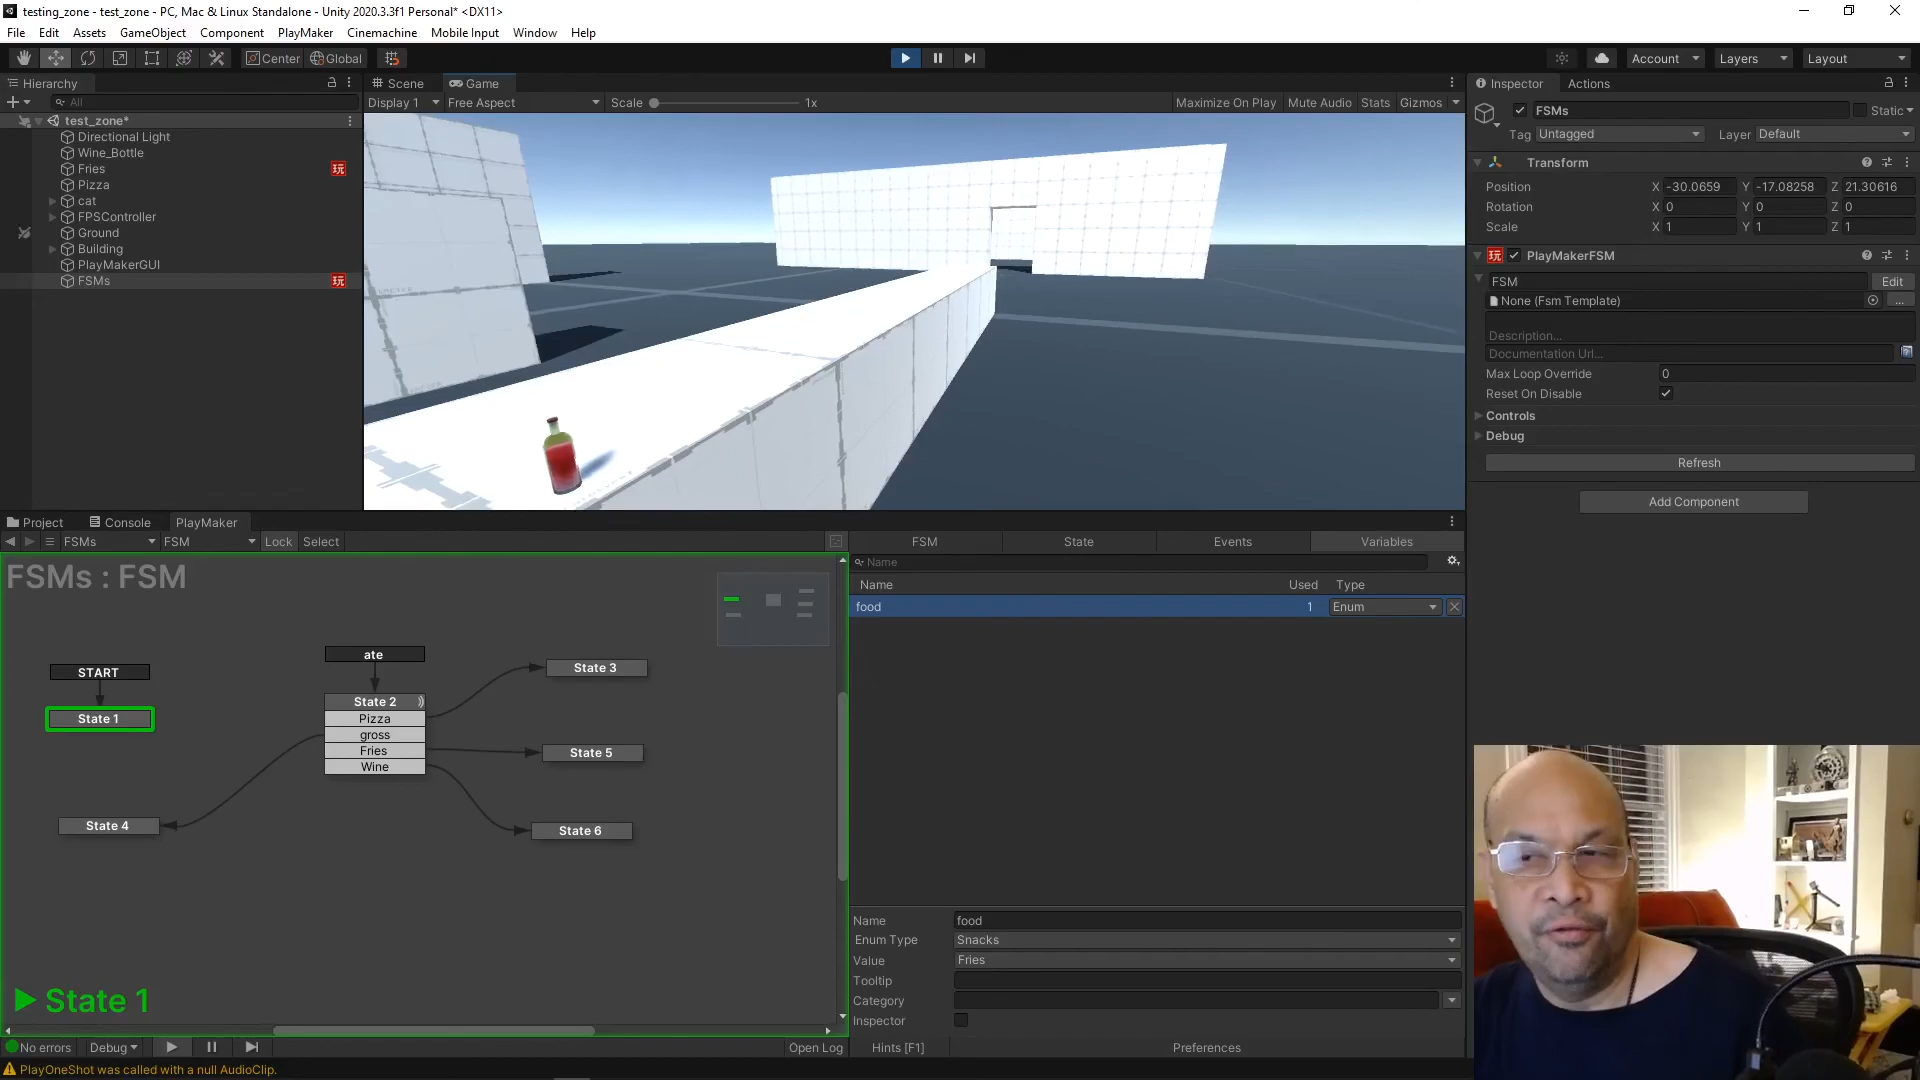 testing_zone - test_zone - PC, Mac & Linux Standalone - Unity 2020.3.3f1 Personal* <DX11>
File Edit Assets GameObject Component PlayMaker Cinemachine Mobile Input Window Help
Center Global Account Layers Layout
Hierarchy
All
test_zone*
Directional Light
Wine_Bottle
Fries 玩
Pizza
cat
FPSController
Ground
Building
PlayMakerGUI
FSMs 玩
Scene Game
Display 1 Free Aspect Scale 1x Maximize On Play Mute Audio Stats Gizmos
Inspector Actions
FSMs Static
Tag Untagged Layer Default
Transform
Position X -30.0659 Y -17.08258 Z 21.30616
Rotation X 0 Y 0 Z 0
Scale X 1 Y 1 Z 1
玩 PlayMakerFSM
FSM Edit
None (Fsm Template) ...
Description...
Documentation Url...
Max Loop Override 0
Reset On Disable
Controls
Debug
Refresh
Add Component
Project Console PlayMaker
FSMs FSM Lock Select
FSM State Events Variables
FSMs : FSM
START
State 1
ate
State 2
Pizza
gross
Fries
Wine
State 3
State 5
State 6
State 4
State 1
Name
Name Used Type
food 1 Enum
Name food
Enum Type Snacks
Value Fries
Tooltip
Category
Inspector
No errors Debug Open Log Hints [F1] Preferences
PlayOneShot was called with a null AudioClip.